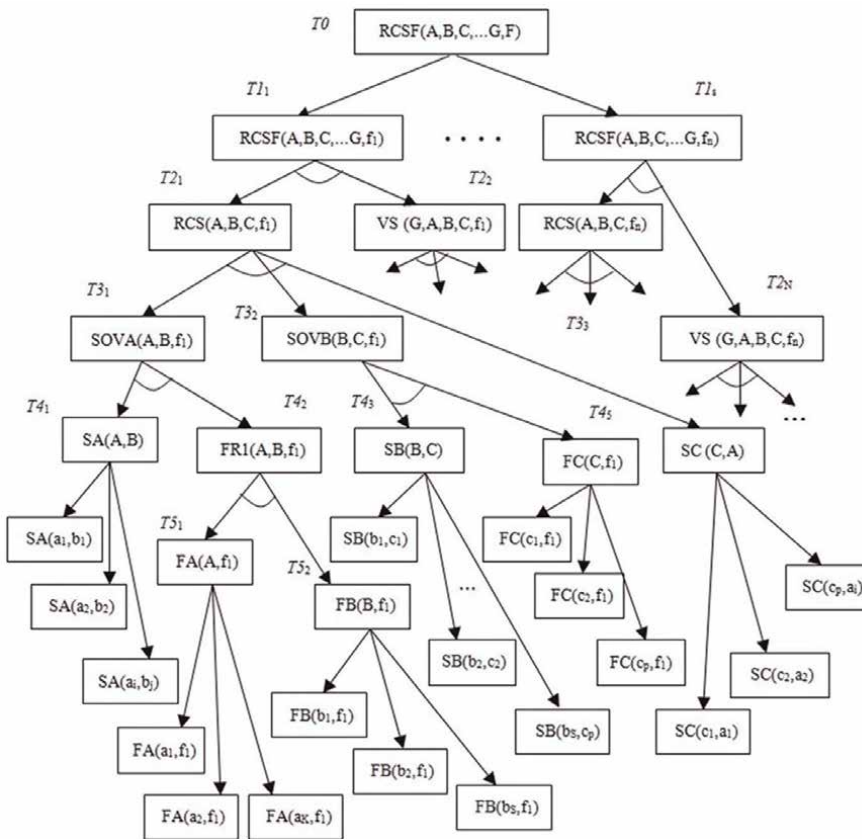 T0
RCSF(A,B,C,...G,F)
T1₁
T1ₛ
RCSF(A,B,C,...G,f₁)
. . . .
RCSF(A,B,C,...G,fₙ)
T2₁
T2₂
RCS(A,B,C,f₁)
VS (G,A,B,C,f₁)
RCS(A,B,C,fₙ)
T3₁
T3₂
T3₃
T2_N
SOVA(A,B,f₁)
SOVB(B,C,f₁)
VS (G,A,B,C,fₙ)
...
T4₁
T4₂
T4₃
T4₅
SA(A,B)
FR1(A,B,f₁)
SB(B,C)
FC(C,f₁)
SC (C,A)
SA(a₁,b₁)
T5₁
SB(b₁,c₁)
FC(c₁,f₁)
FA(A,f₁)
T5₂
...
SA(a₂,b₂)
FB(B,f₁)
FC(c₂,f₁)
SC(cₚ,aᵢ)
SA(aᵢ,bⱼ)
SB(b₂,c₂)
FC(cₚ,f₁)
SC(c₂,a₂)
FB(b₁,f₁)
SB(bₛ,cₚ)
SC(c₁,a₁)
FA(a₁,f₁)
FB(b₂,f₁)
FA(a₂,f₁)
FA(a_K,f₁)
FB(bₛ,f₁)